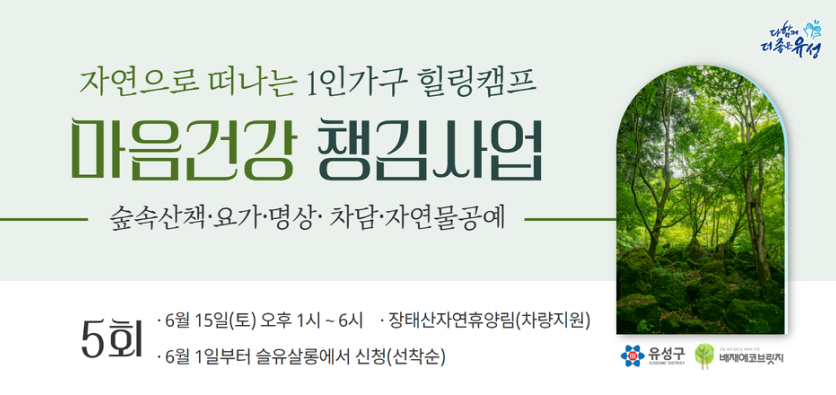 다함께
더 좋은 유성
자연으로 떠나는 1인가구 힐링캠프
마음건강 챙김사업
숲속산책·요가·명상· 차담·자연물공예
5회
· 6월 15일(토) 오후 1시 ~ 6시 · 장태산자연휴양림(차량지원)
· 6월 1일부터 슬유살롱에서 신청(선착순)
유성구
YUSEONG DISTRICT
배재에코브릿지